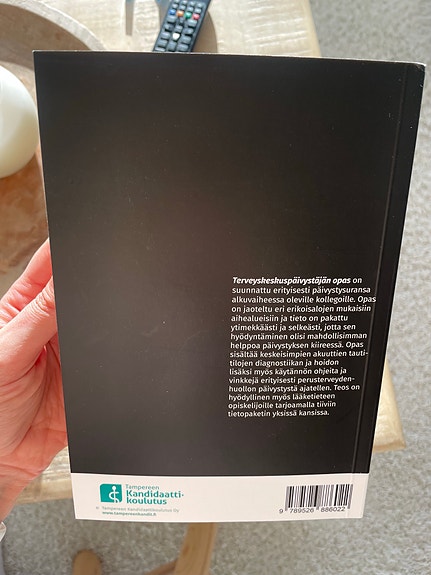 Terveyskeskuspäivystäjän opas on
suunnattu erityisesti päivystysuransa
alkuvaiheessa oleville kollegoille. Opas
on jaoteltu eri erikoisalojen mukaisiin
aihealueisiin ja tieto on pakattu
ytimekkäästi ja selkeästi, jotta sen
hyödyntäminen olisi mahdollisimman
helppoa päivystyksen kiireessä. Opas
sisältää keskeisimpien akuuttien tauti-
tilojen diagnostiikan ja hoidon
lisäksi myös käytännön ohjeita ja
vinkkejä erityisesti perusterveyden-
huollon päivystystä ajatellen. Teos on
hyödyllinen myös lääketieteen
opiskelijoille tarjoamalla tiiviin
tietopaketin yksissä kansissa.
Tampereen
Kandidaatti-
koulutus
© Tampereen kandidaattikoulutus Oy
www.tampereenkandit.fi
9 789526 886022